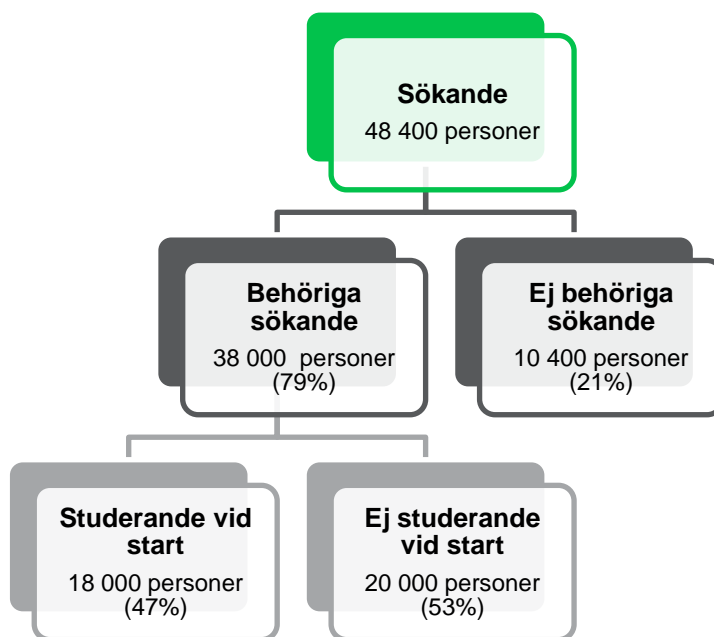 Sökande
48 400 personer
Behöriga
sökande
38 000 personer
(79%)
Ej behöriga
sökande
10 400 personer
(21%)
Studerande vid
start
18 000 personer
(47%)
Ej studerande
vid start
20 000 personer
(53%)